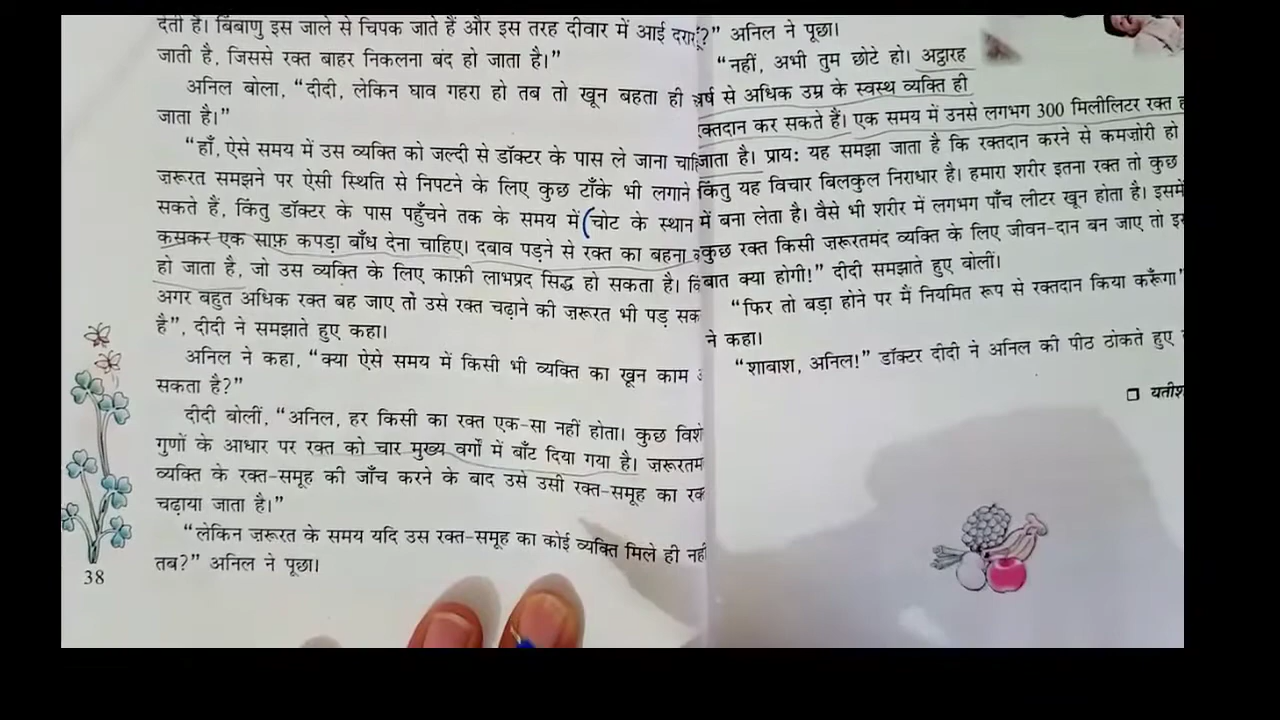 देती हैं। बिंबाणु इस जाले से चिपक जाते हैं और इस तरह दीवार में आई
जाती है, जिससे रक्त बाहर निकलना बंद हो जाता है।”
अनिल बोला, “दीदी, लेकिन घाव गहरा हो तब तो खून बहता ही
जाता है।”
“हाँ, ऐसे समय में उस व्यक्ति को जल्दी से डॉक्टर के पास ले जाना
ज़रूरत समझने पर ऐसी स्थिति से निपटने के लिए कुछ टाँके भी लगाने
सकते हैं, किंतु डॉक्टर के पास पहुँचने तक के समय में चोट के स्थान
कसकर एक साफ़ कपड़ा बाँध देना चाहिए। दबाव पड़ने से रक्त का बहना
हो जाता है, जो उस व्यक्ति के लिए काफ़ी लाभप्रद सिद्ध हो सकता है।
अगर बहुत अधिक रक्त बह जाए तो उसे रक्त चढ़ाने की ज़रूरत भी पड़
है”, दीदी ने समझाते हुए कहा।
अनिल ने कहा, “क्या ऐसे समय में किसी भी व्यक्ति का खून काम
सकता है?”
दीदी बोलीं, “अनिल, हर किसी का रक्त एक-सा नहीं होता। कुछ
गुणों के आधार पर रक्त को चार मुख्य वर्गों में बाँट दिया गया है।
व्यक्ति के रक्त-समूह की जाँच करने के बाद उसे उसी रक्त-समूह का
चढ़ाया जाता है।”
“लेकिन ज़रूरत के समय यदि उस रक्त-समूह का कोई व्यक्ति मिले ही
तब?” अनिल ने पूछा।
38
अनिल ने पूछा।
“नहीं, अभी तुम छोटे हो। अट्ठारह
वर्ष से अधिक उम्र के स्वस्थ व्यक्ति ही
रक्तदान कर सकते हैं। एक समय में उनसे लगभग 300 मिलीलिटर रक्त
जाता है। प्रायः यह समझा जाता है कि रक्तदान करने से कमजोरी हो
किंतु यह विचार बिलकुल निराधार है। हमारा शरीर इतना रक्त तो कुछ
में बना लेता है। वैसे भी शरीर में लगभग पाँच लीटर खून होता है। इसमें
कुछ रक्त किसी ज़रूरतमंद व्यक्ति के लिए जीवन-दान बन जाए तो
बात क्या होगी!” दीदी समझाते हुए बोलीं।
“फिर तो बड़ा होने पर मैं नियमित रूप से रक्तदान किया करूँगा”
ने कहा।
“शाबाश, अनिल!” डॉक्टर दीदी ने अनिल की पीठ ठोंकते हुए
❒ यतीश